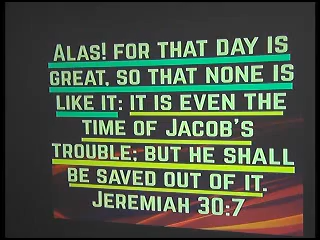 Alas! for that day is
great, so that none is
like it: it is even the
time of Jacob's
trouble; but he shall
be saved out of it.
Jeremiah 30:7